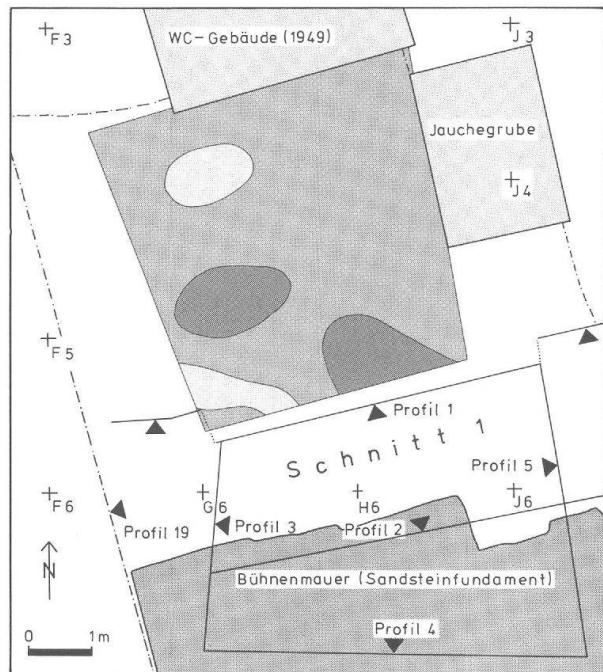 F3
WC-Gebäude (1949)
J3
Jauchegrube
J4
F5
Profil 1
Schnitt 1
Profil 5
F6
G6
H6
J6
Profil 19
Profil 3
Profil 2
N
Bühnenmauer (Sandsteinfundament)
Profil 4
0 1m